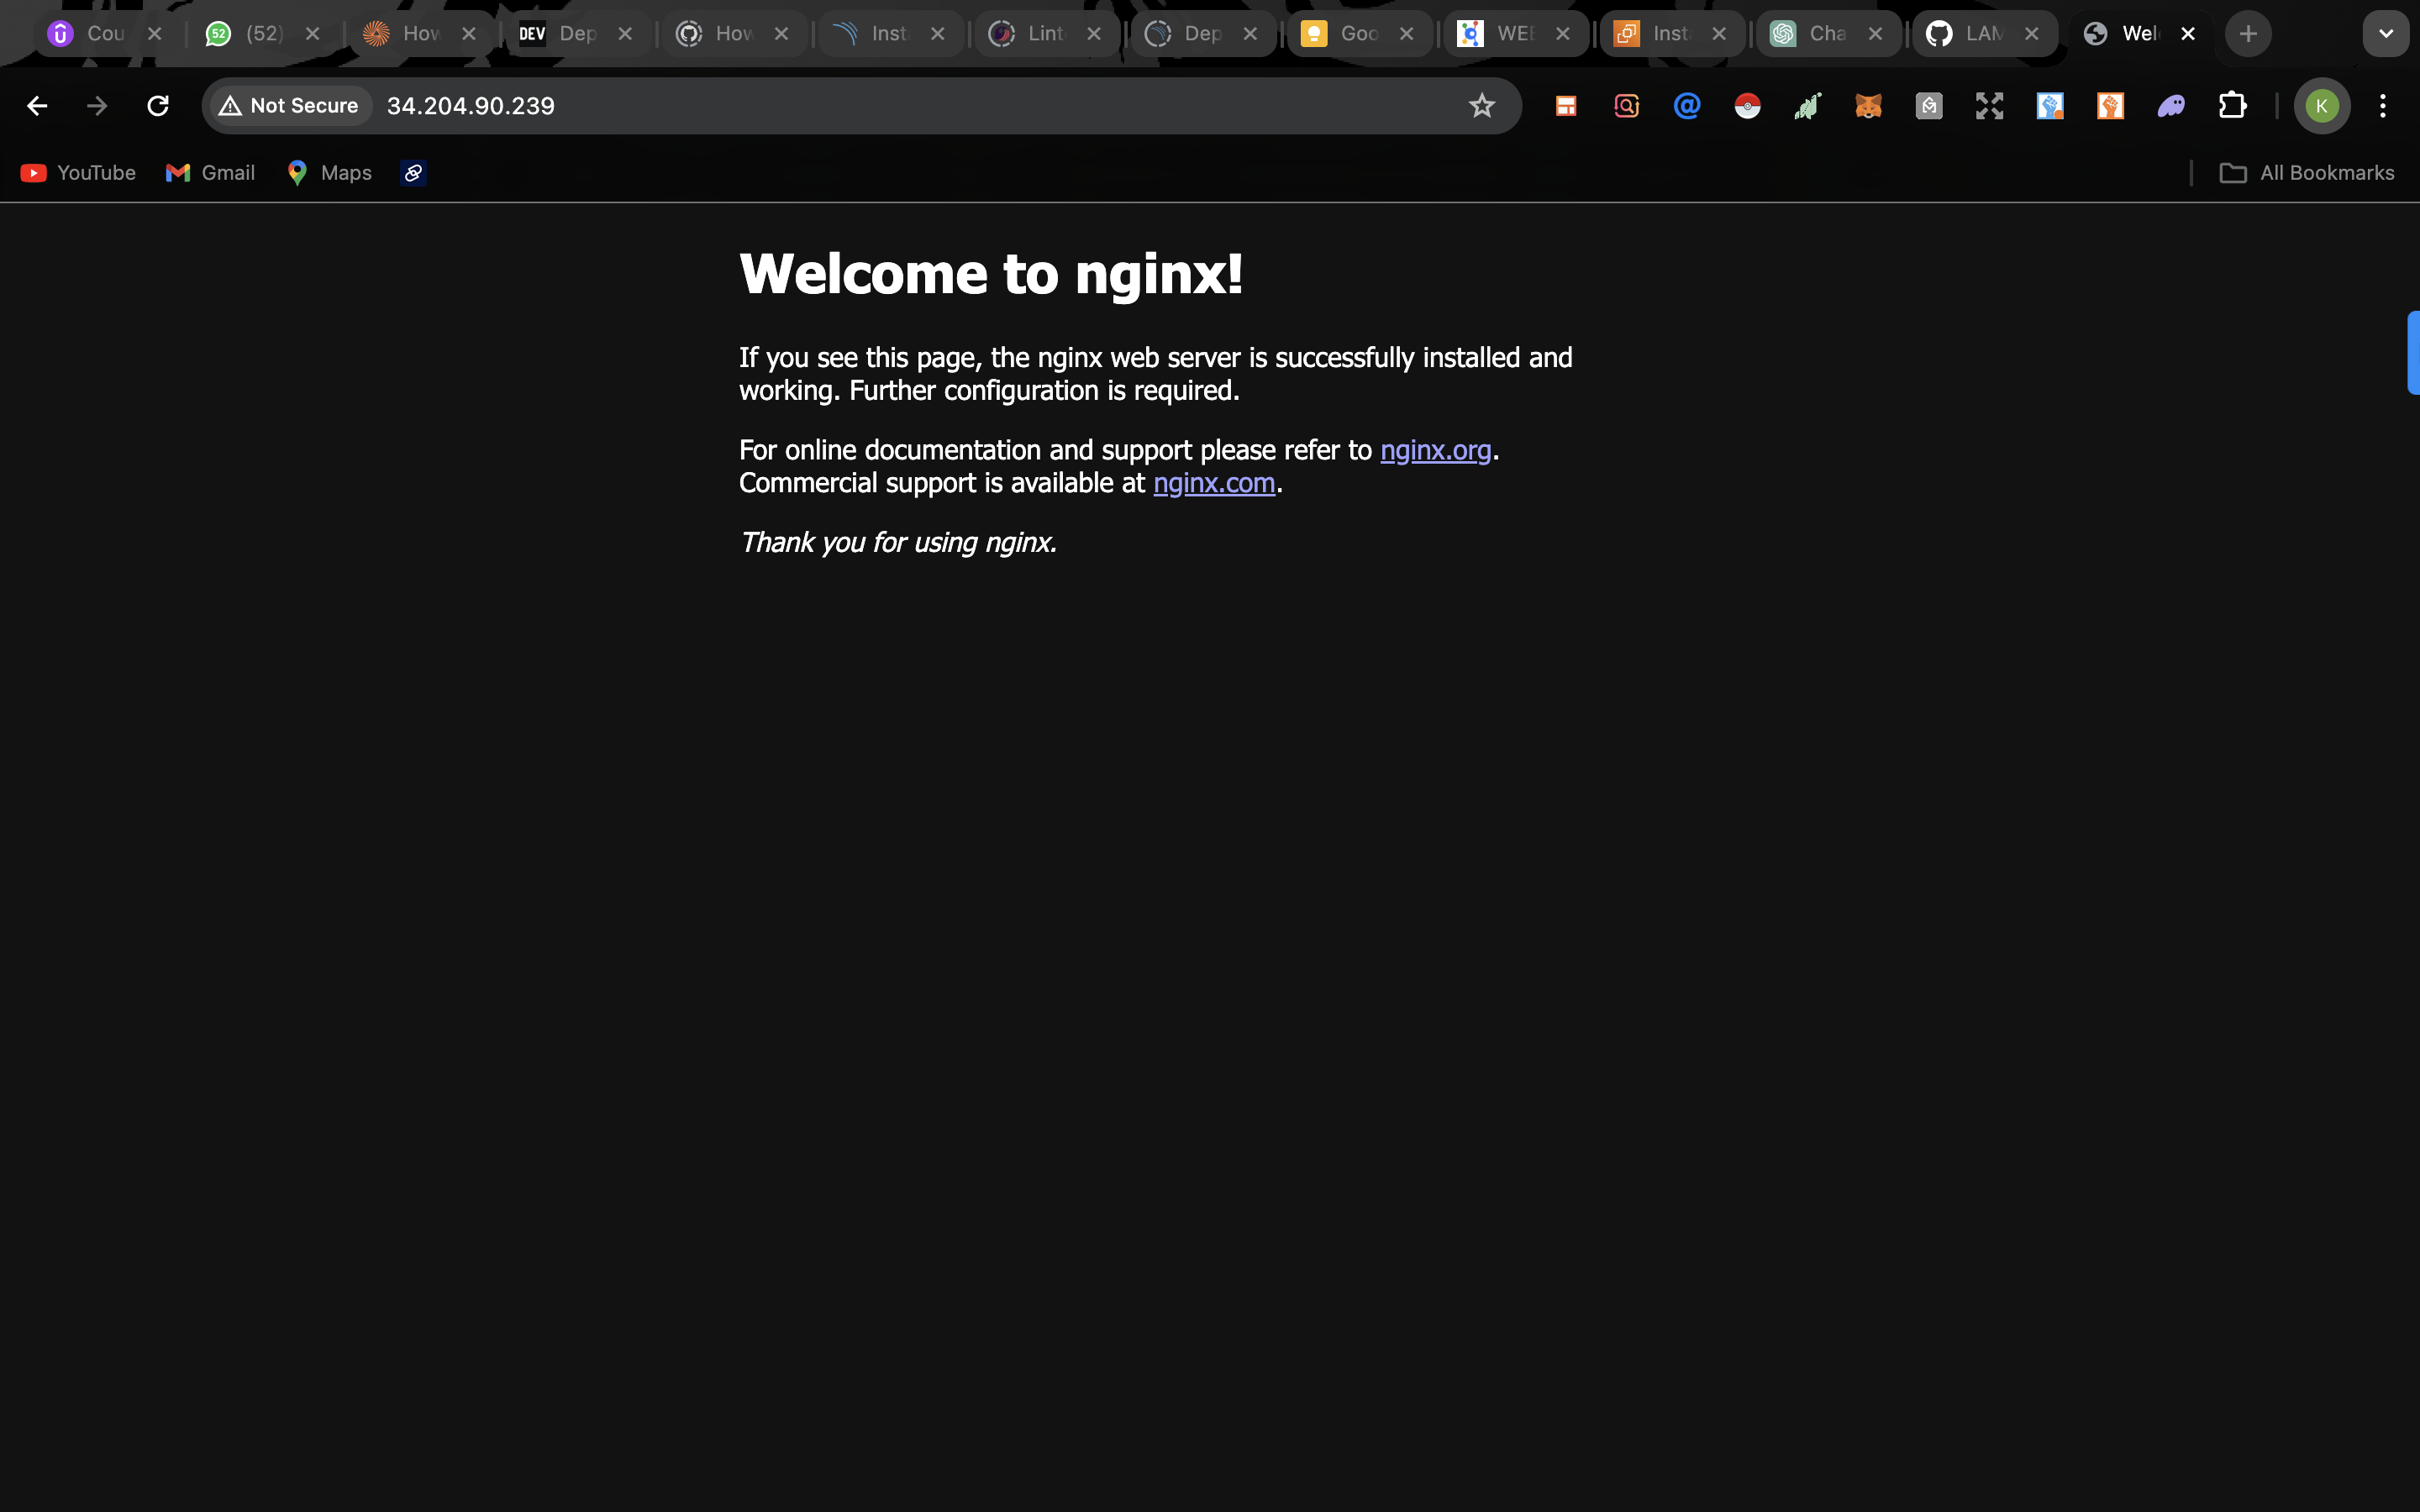 Cou
52 (52)
How
DEV Dep
How
Inst
Lint
Dep
Goo
WEB
Inst
Cha
LAM
Wel
Not Secure 34.204.90.239
K
YouTube Gmail Maps All Bookmarks
Welcome to nginx!
If you see this page, the nginx web server is successfully installed and
working. Further configuration is required.
For online documentation and support please refer to nginx.org.
Commercial support is available at nginx.com.
Thank you for using nginx.